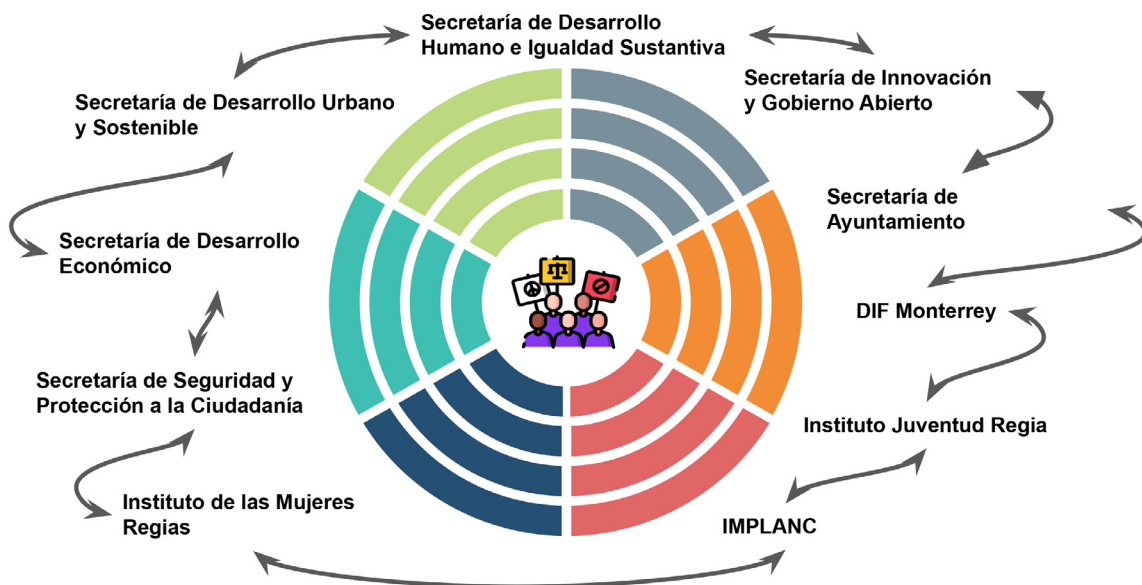 Secretaría de Desarrollo
Humano e Igualdad Sustantiva
Secretaría de Innovación
y Gobierno Abierto
Secretaría de
Ayuntamiento
DIF Monterrey
Instituto Juventud Regia
IMPLANC
Instituto de las Mujeres
Regias
Secretaría de Seguridad y
Protección a la Ciudadanía
Secretaría de Desarrollo
Económico
Secretaría de Desarrollo Urbano
y Sostenible